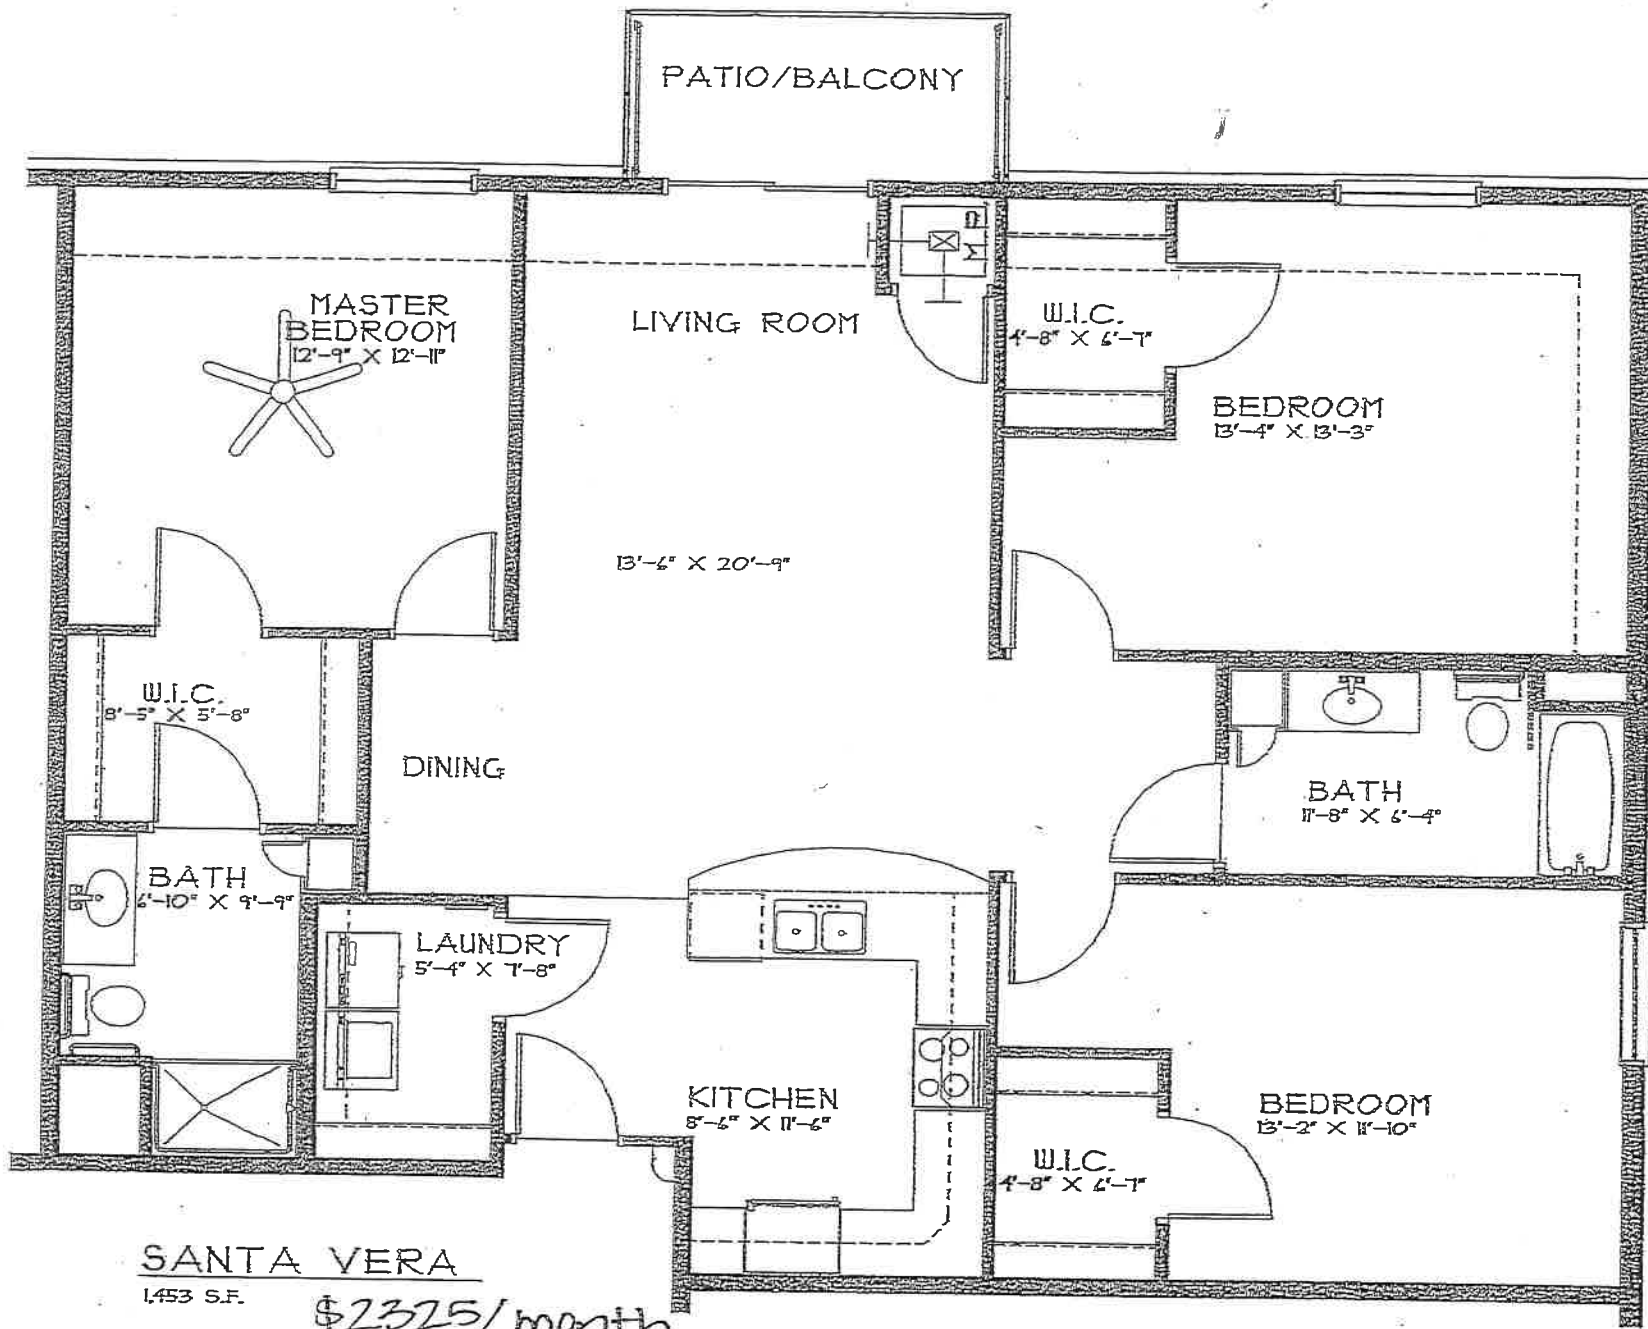 PATIO/BALCONY
MASTER
BEDROOM
12'-9" X 12'-11"
LIVING ROOM
13'-6" X 20'-9"
W.I.C.
4'-8" X 6'-7"
BEDROOM
13'-4" X 13'-3"
W.I.C.
8'-5" X 5'-8"
DINING
BATH
11'-8" X 6'-4"
BATH
6'-10" X 9'-9"
LAUNDRY
5'-4" X 7'-8"
KITCHEN
8'-6" X 11'-6"
BEDROOM
13'-2" X 11'-10"
W.I.C.
4'-8" X 6'-7"
SANTA VERA
1,453 S.F.
$2325/month